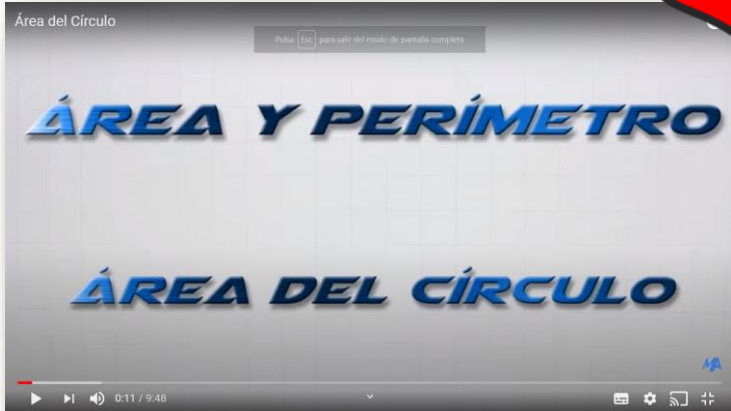 Área del Círculo
Pulsa Esc para salir del modo de pantalla completa
ÁREA Y PERÍMETRO
ÁREA DEL CÍRCULO
MA
0:11 / 9:48